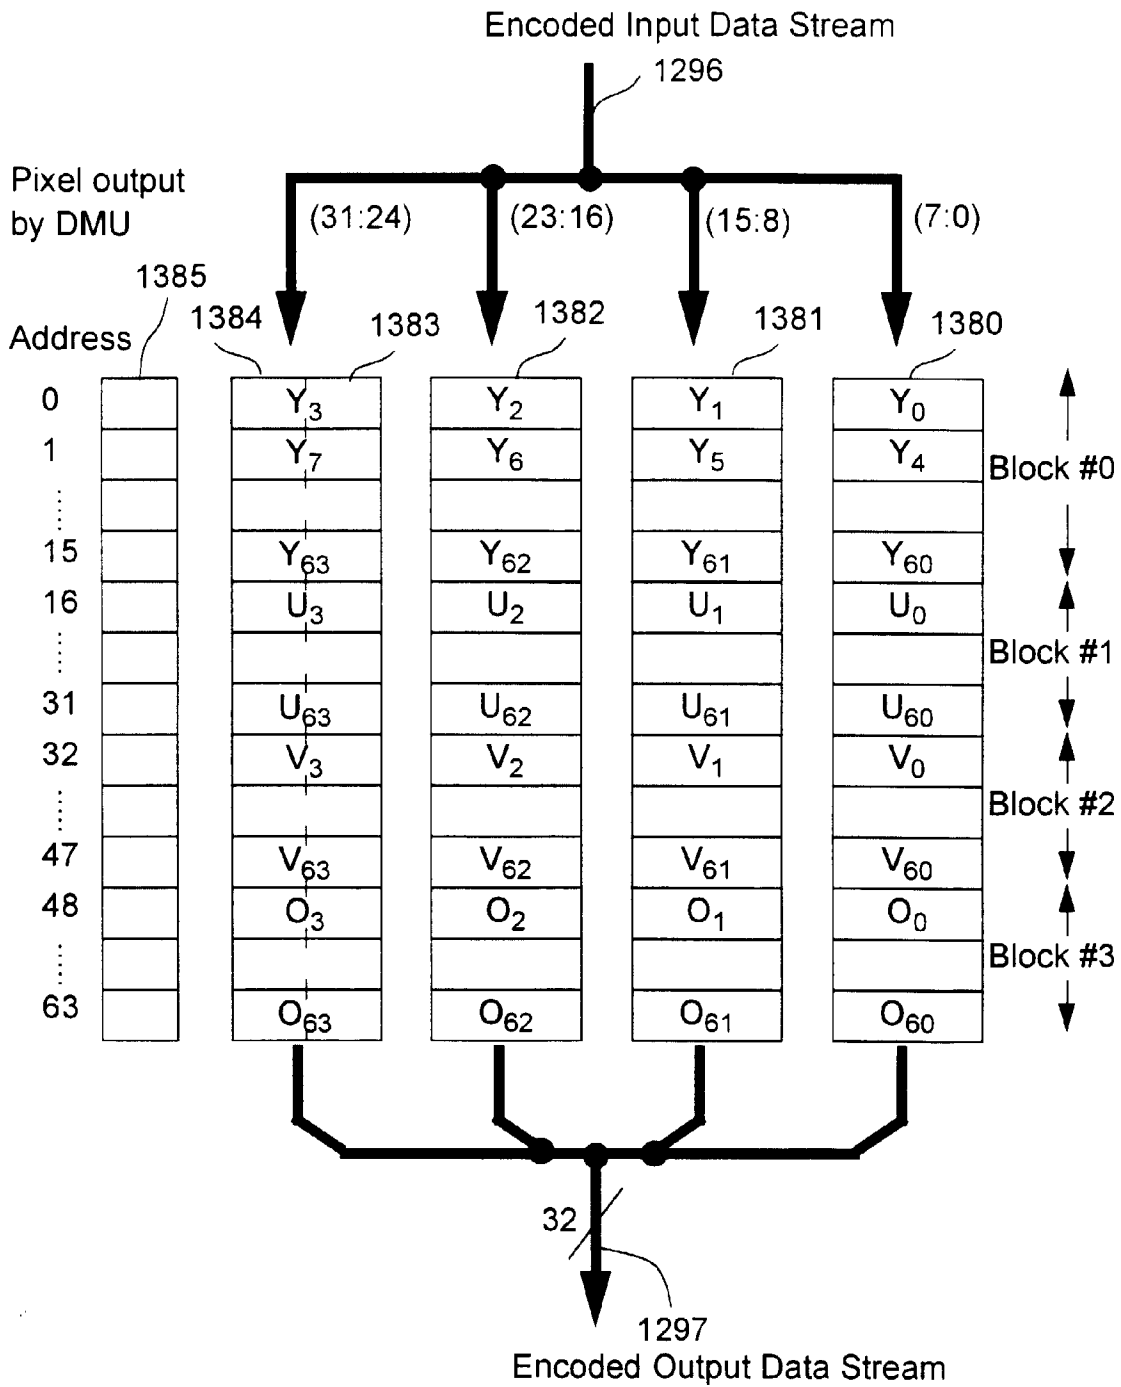 Encoded Input Data Stream
1296
Pixel output
by DMU
(31:24)
(23:16)
(15:8)
(7:0)
1385
1384
1383
1382
1381
1380
Address
0 Y3 Y2 Y1 Y0
1 Y7 Y6 Y5 Y4
Block #0
15 Y63 Y62 Y61 Y60
16 U3 U2 U1 U0
Block #1
31 U63 U62 U61 U60
32 V3 V2 V1 V0
Block #2
47 V63 V62 V61 V60
48 O3 O2 O1 O0
Block #3
63 O63 O62 O61 O60
32
1297
Encoded Output Data Stream